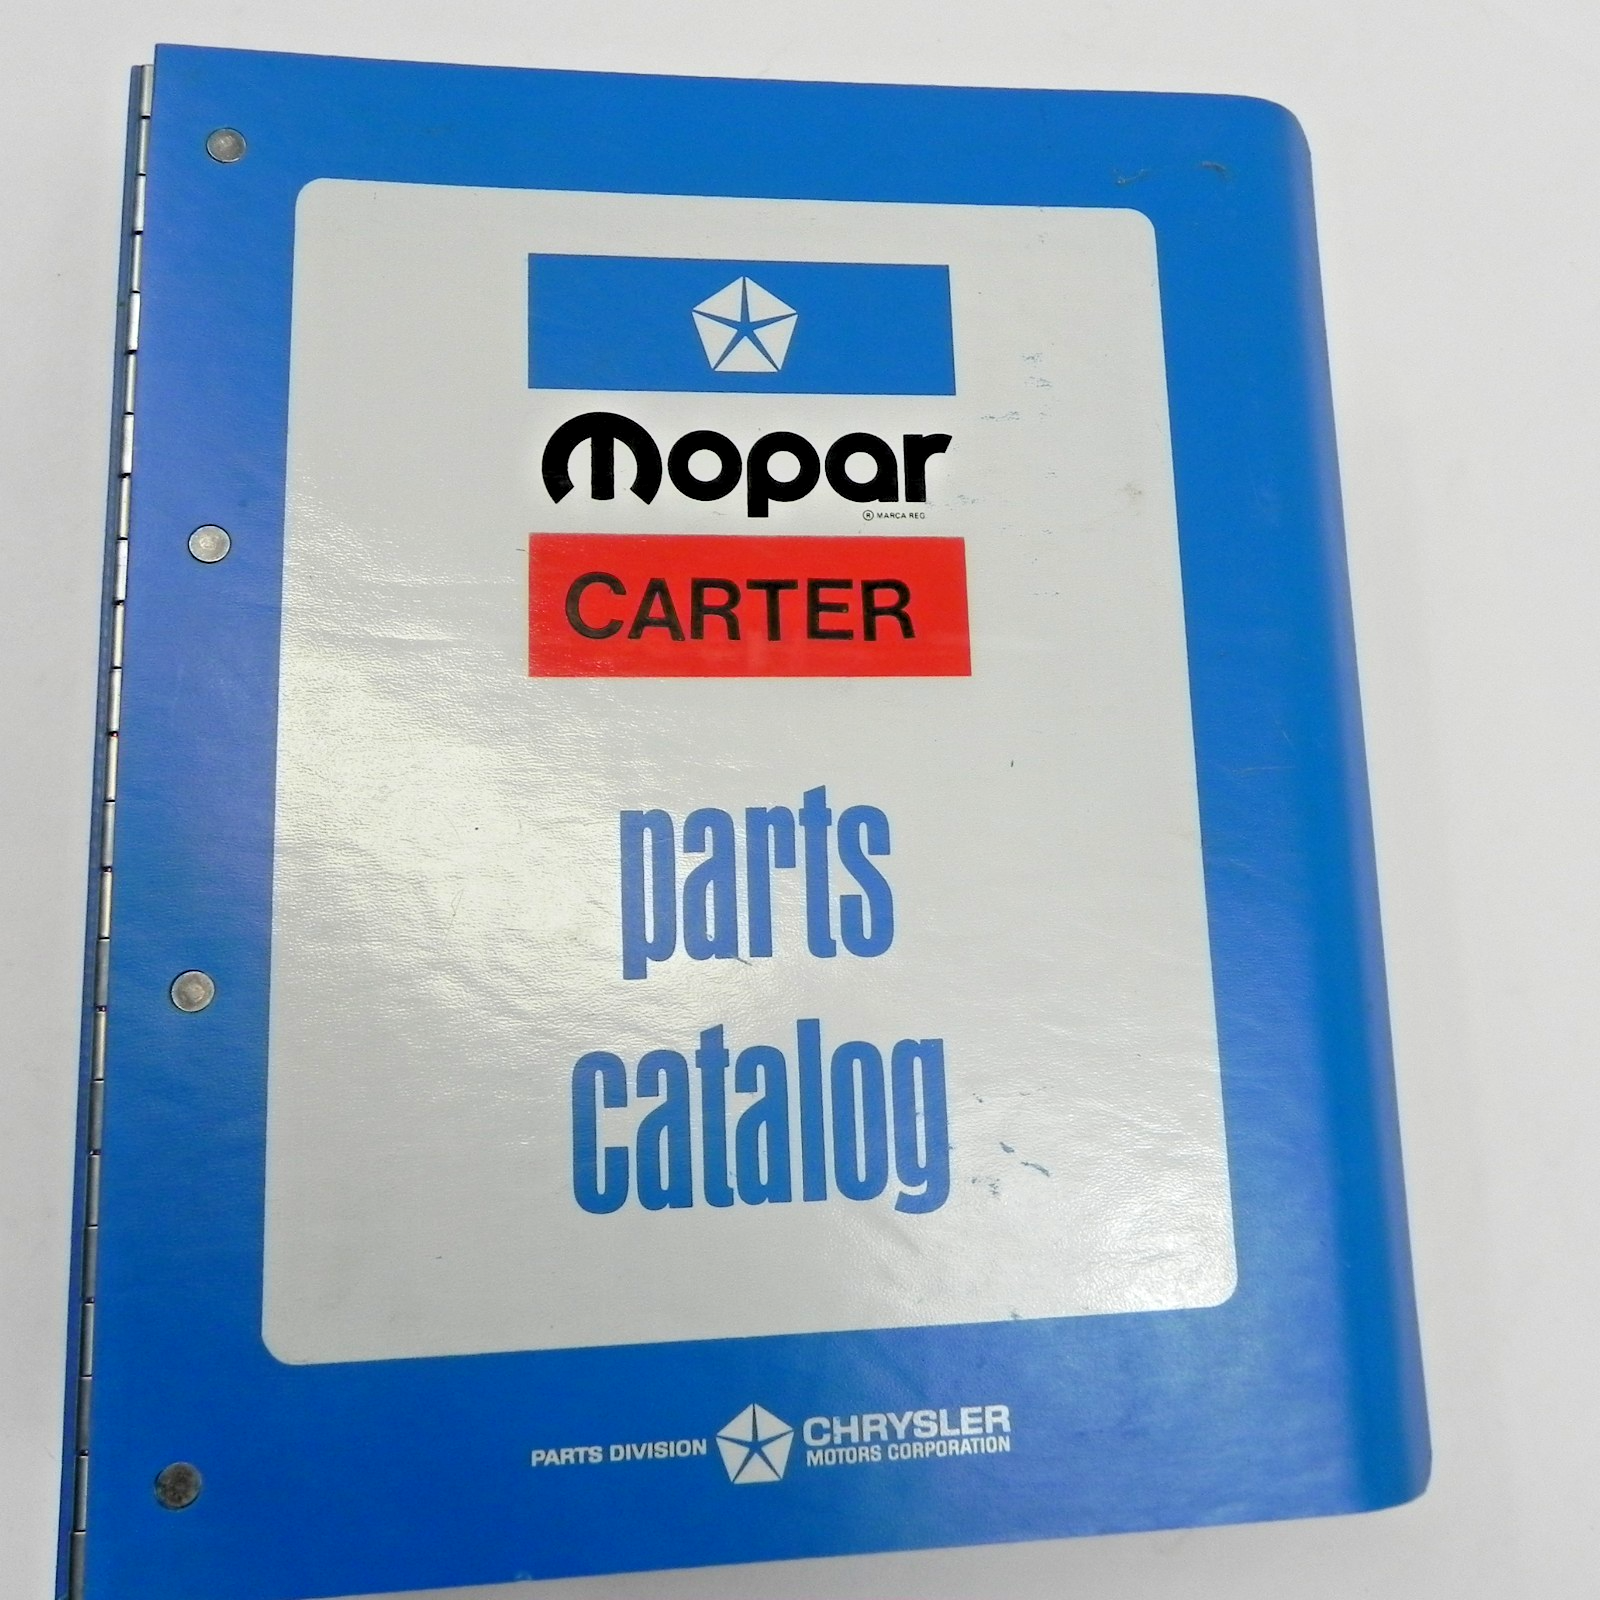 mopar
® MARCA REG
CARTER
parts
catalog
PARTS DIVISION
CHRYSLER
MOTORS CORPORATION